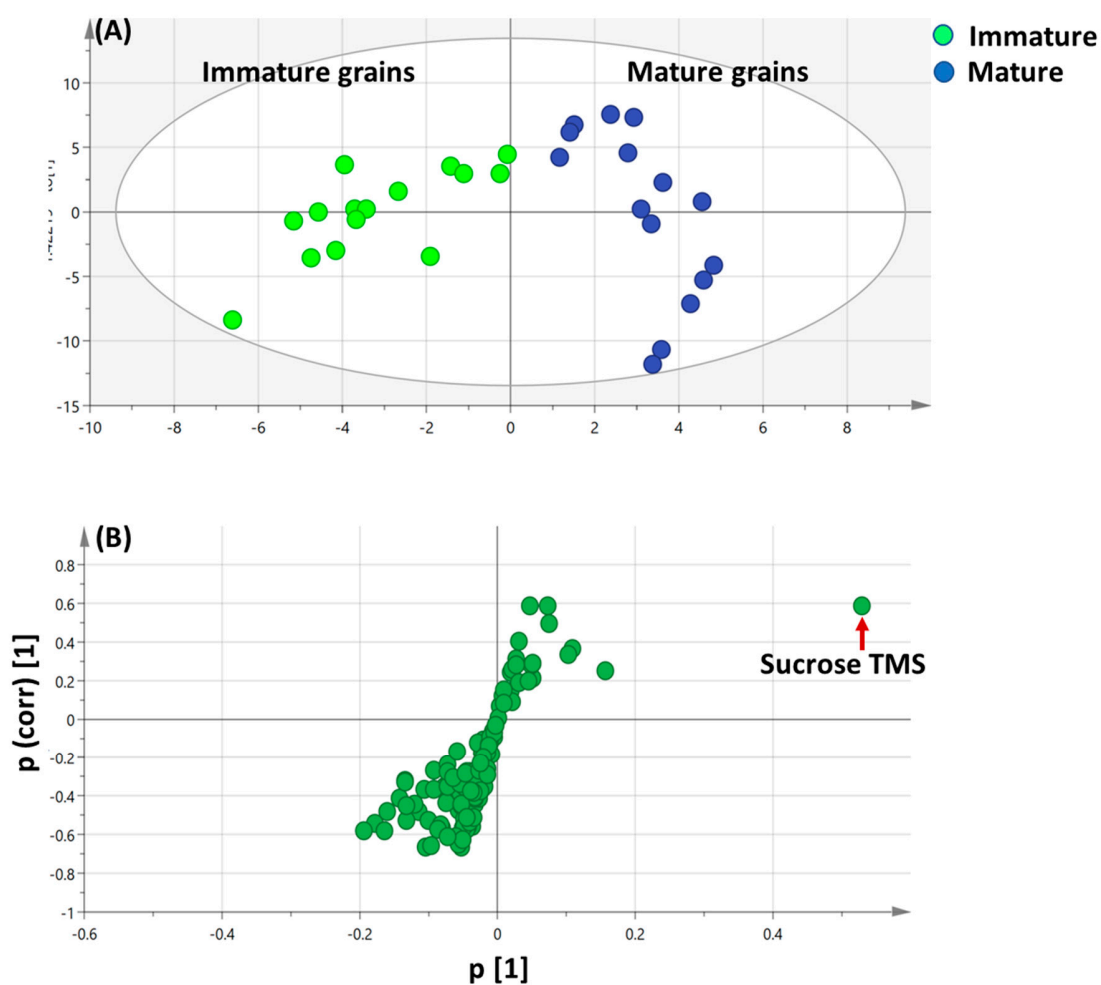 (A)
Immature grains
Mature grains
Immature
Mature
10
5
0
-5
-10
-15
-10 -8 -6 -4 -2 0 2 4 6 8
(B)
0.8
0.6
0.4
0.2
0
-0.2
-0.4
-0.6
-0.8
-1
Sucrose TMS
p (corr) [1]
-0.6 -0.4 -0.2 0 0.2 0.4
p [1]